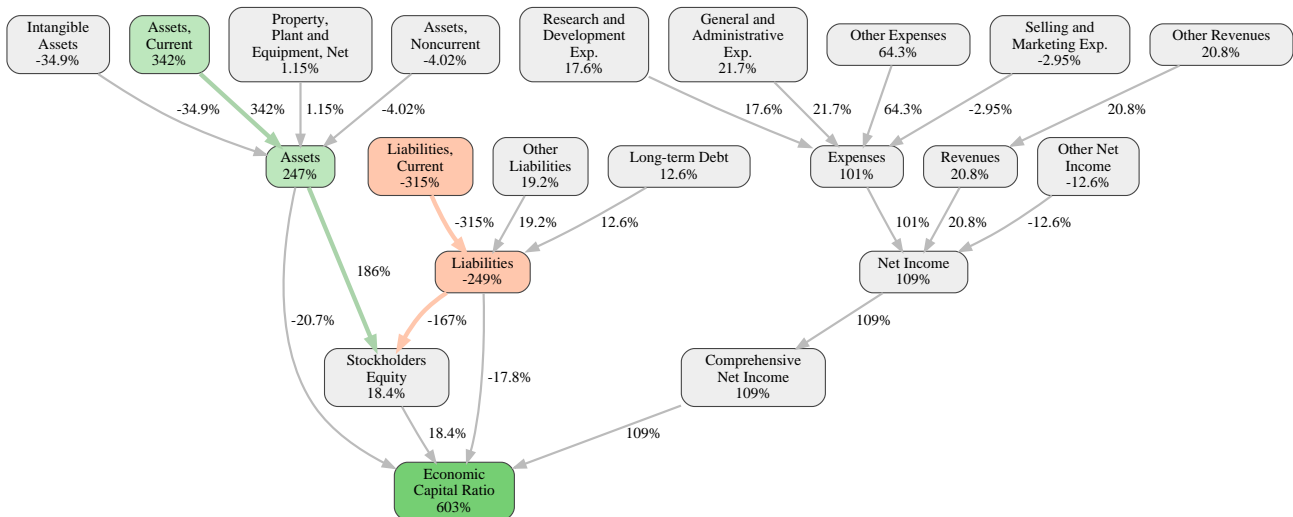 Intangible
Assets
-34.9%
Assets,
Current
342%
Property,
Plant and
Equipment, Net
1.15%
Assets,
Noncurrent
-4.02%
Research and
Development
Exp.
17.6%
General and
Administrative
Exp.
21.7%
Other Expenses
64.3%
Selling and
Marketing Exp.
-2.95%
Other Revenues
20.8%
-34.9%
342%
1.15%
-4.02%
17.6%
21.7%
64.3%
-2.95%
20.8%
Assets
247%
Liabilities,
Current
-315%
Other
Liabilities
19.2%
Long-term Debt
12.6%
Expenses
101%
Revenues
20.8%
Other Net
Income
-12.6%
-315%
19.2%
12.6%
101%
20.8%
-12.6%
186%
Liabilities
-249%
Net Income
109%
-20.7%
-167%
109%
Stockholders
Equity
18.4%
-17.8%
Comprehensive
Net Income
109%
18.4%
109%
Economic
Capital Ratio
603%